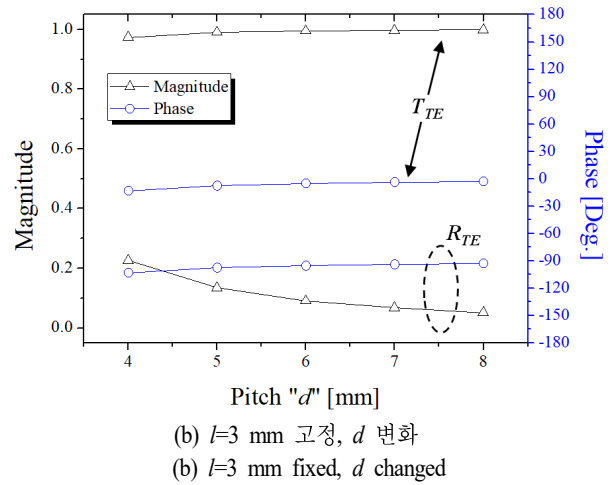 1.0
0.8
0.6
0.4
0.2
0.0
Magnitude
Magnitude
Phase
T_TE
R_TE
180
150
120
90
60
30
0
-30
-60
-90
-120
-150
-180
Phase [Deg.]
4 5 6 7 8
Pitch "d" [mm]
(b) l=3 mm 고정, d 변화
(b) l=3 mm fixed, d changed